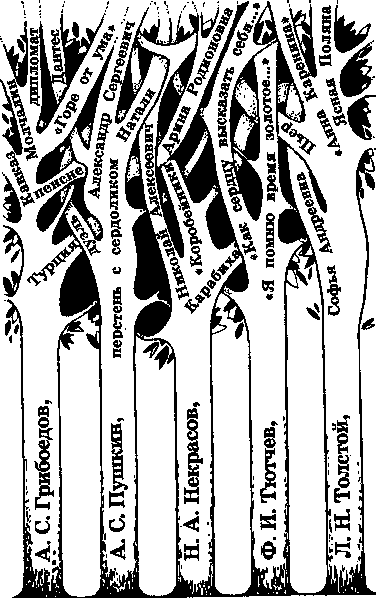 Кавказ
Молчалин
дипломат
Дантес
пенсне
«Горе от ума»
Турция
дуэль
Александр Сергеевич
Натали
перстень с сердоликом
Николай Алексеевич
Арина Родионовна
«Коробейники»
Карабиха
«Как сердцу высказать себя...»
«Я помню время золотое...»
Пьер
«Анна Каренина»
Ясная Поляна
Софья Андреевна
А. С. Грибоедов,
А. С. Пушкин,
Н. А. Некрасов,
Ф. И. Тютчев,
Л. Н. Толстой,